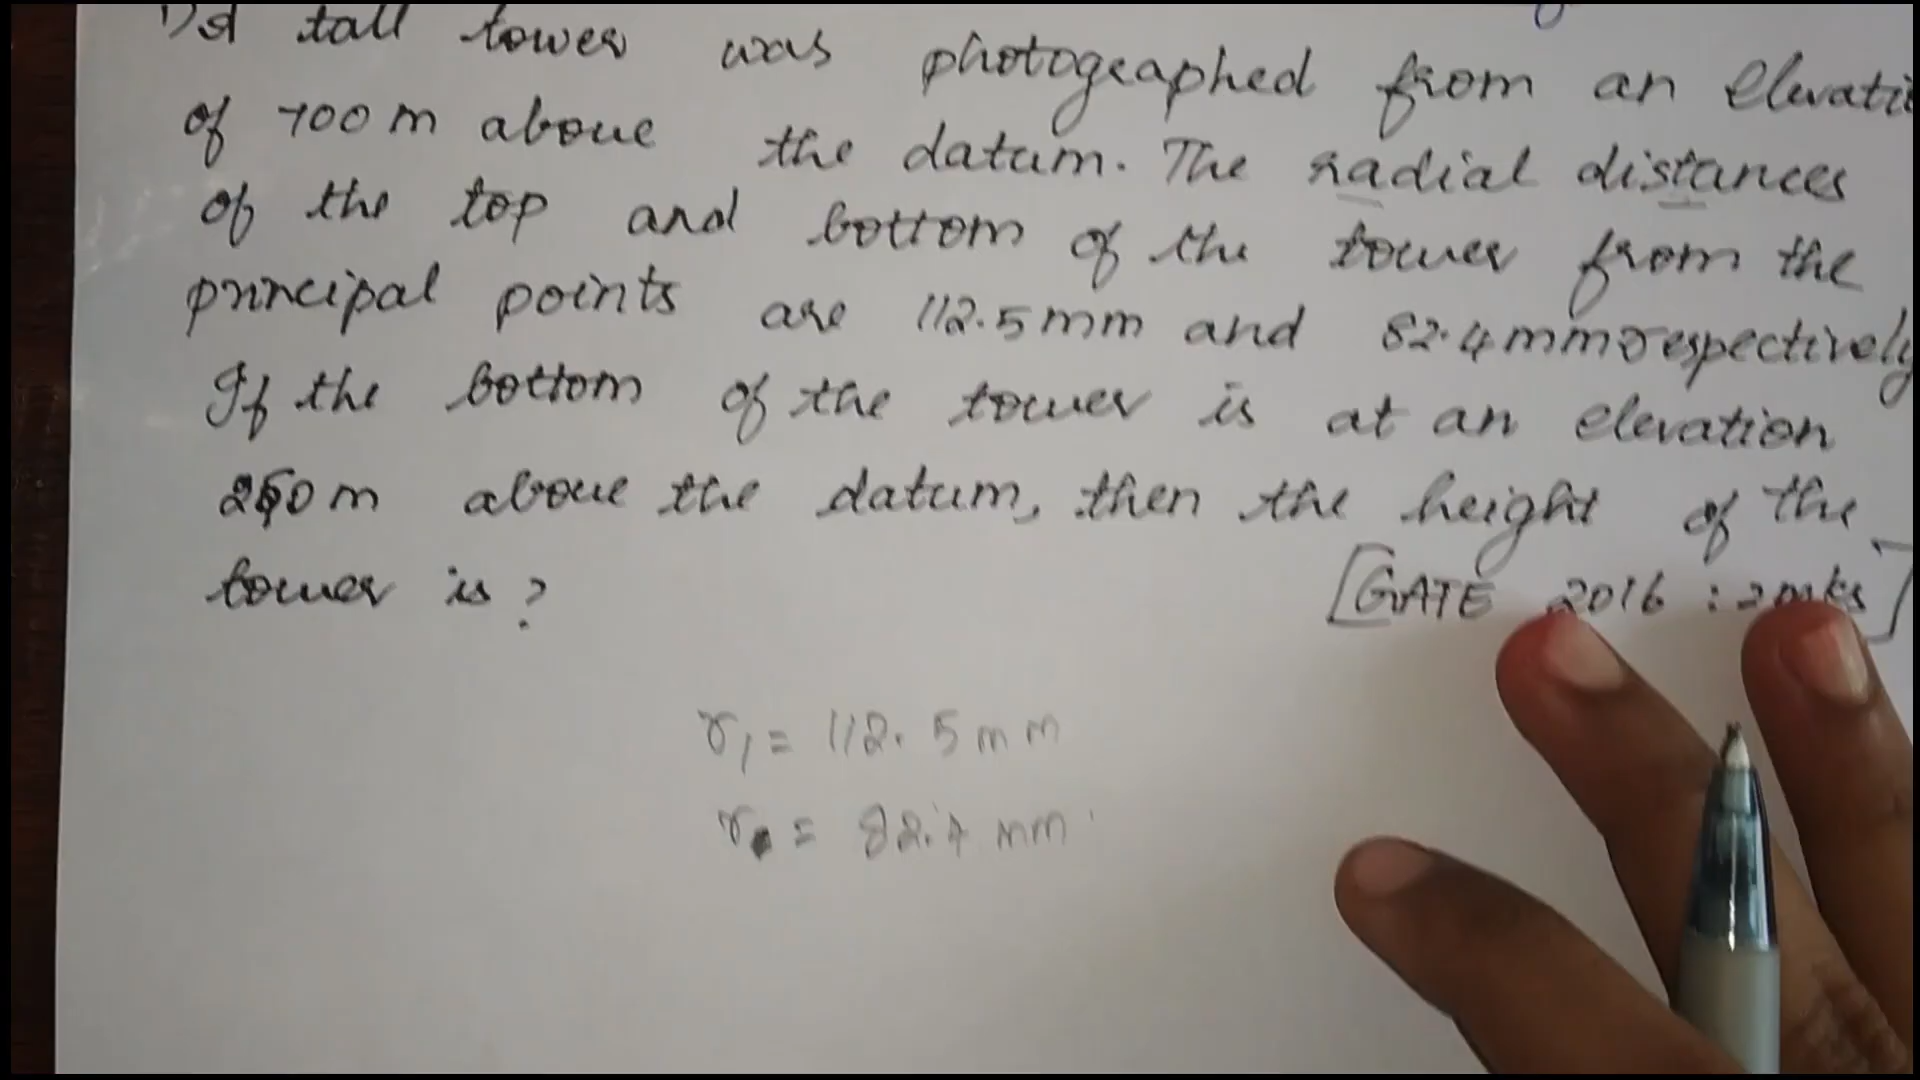 1) A tall tower was photographed from an elevati
of 700 m above the datum. The radial distances
of the top and bottom of the tower from the
principal points are 112.5 mm and 82.4 mm respectively
If the bottom of the tower is at an elevation
250 m above the datum, then the height of the
tower is ?
[GATE 2016 : 2 mks]
r1 = 112.5 mm
r = 82.4 mm